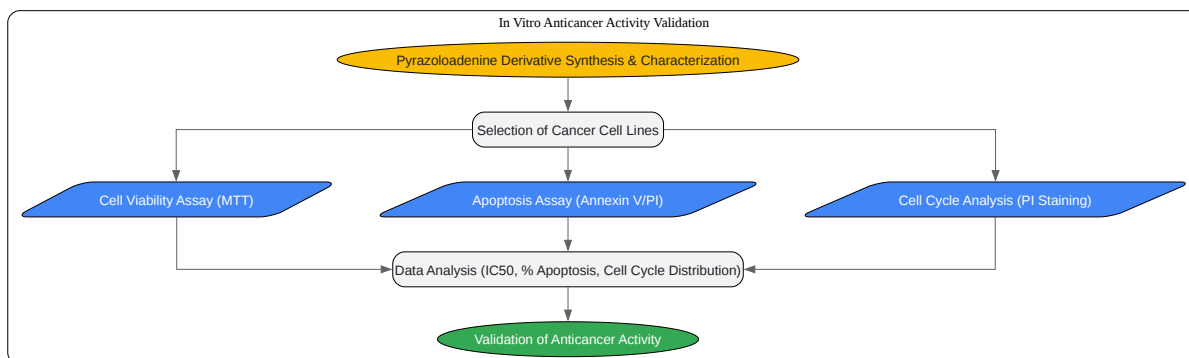 In Vitro Anticancer Activity Validation
Pyrazoloadenine Derivative Synthesis & Characterization
Selection of Cancer Cell Lines
Cell Viability Assay (MTT)
Apoptosis Assay (Annexin V/PI)
Cell Cycle Analysis (PI Staining)
Data Analysis (IC50, % Apoptosis, Cell Cycle Distribution)
Validation of Anticancer Activity